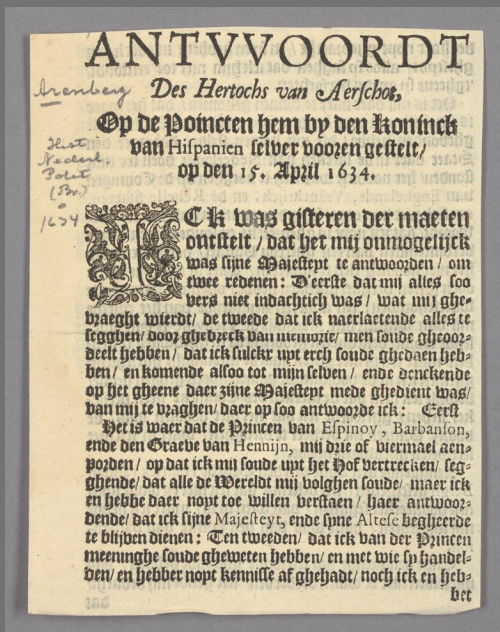 ANTVVOORDT
Des Hertochs van Aerschot,
Op de Poincten hem by den Koninck
van Hispanien selver vooren gestelt/
op den 15. April 1634.
Arenberg
Hist
Nederl.
Polit
(Br.)
1634
ICK was gisteren der maeten
ontstelt / dat het mij onmogelijck
was sijne Majesteyt te antwoorden / om
twee redenen: D'eerste dat mij alles soo
vers niet indachtich was / wat mij ghe-
vraeght wierdt / de tweede dat ick naerlaetende alles te
segghen / door ghebreck van memorie / men soude gheoor-
deelt hebben / dat ick sulckx uyt erch soude ghedaen heb-
ben / en komende alsoo tot mijn selven / ende denckende
op het gheene daer zijne Majesteyt mede ghedient was /
van mij te vraghen / daer op soo antwoorde ick: Eerst
Het is waer dat de Princen van Espinoy, Barbanson,
ende den Graeve van Hennijn, mij drie of viermael aen-
porden / op dat ick mij soude uyt het Hof vertrecken / seg-
ghende / dat alle de Wereldt mij volghen soude / maer ick
en hebbe daer noyt toe willen verstaen / haer antwoor-
dende / dat ick sijne Majesteyt, ende syne Altese begheerde
te blijven dienen: Ten tweeden / dat ick van der Princen
meeninghe soude gheweten hebben / en met wie sy handel-
den / en hebber noyt kennisse af ghehadt / noch ick en heb-
bet